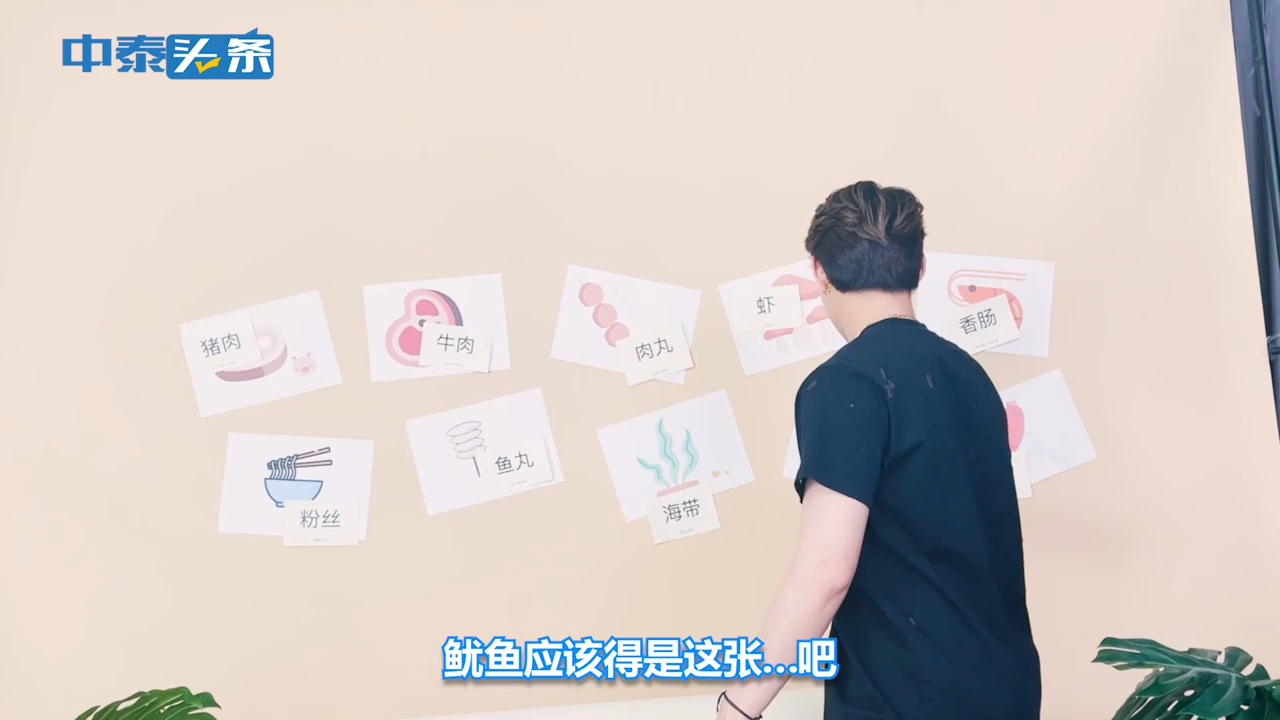 中泰头条
猪肉
牛肉
肉丸
虾
香肠
粉丝
鱼丸
海带
鱿鱼应该得是这张...吧